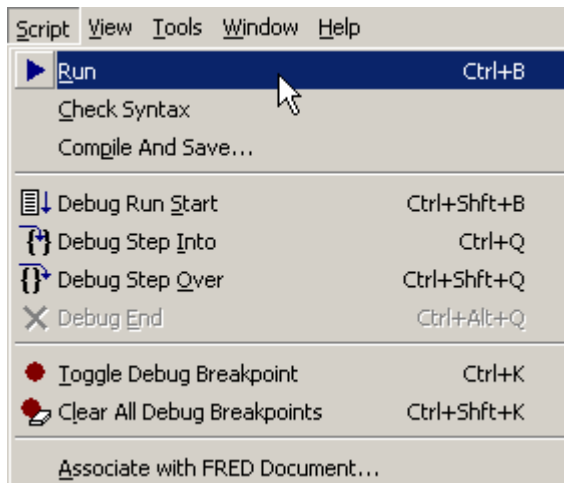 Script View Tools Window Help
Run Ctrl+B
Check Syntax
Compile And Save...
Debug Run Start Ctrl+Shft+B
Debug Step Into Ctrl+Q
Debug Step Over Ctrl+Shft+Q
Debug End Ctrl+Alt+Q
Toggle Debug Breakpoint Ctrl+K
Clear All Debug Breakpoints Ctrl+Shft+K
Associate with FRED Document...